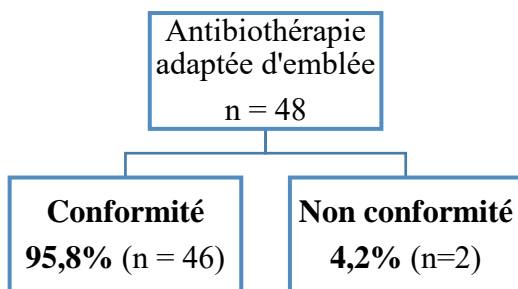 Antibiothérapie
adaptée d'emblée
n = 48
Conformité
95,8% (n = 46)
Non conformité
4,2% (n=2)